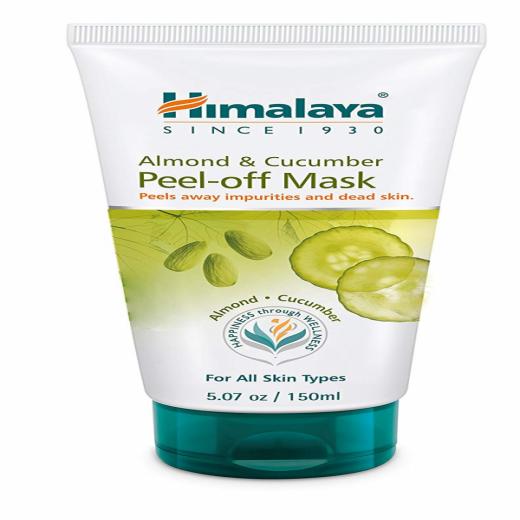 Himalaya®
SINCE 1930
Almond & Cucumber
Peel-off Mask
Peels away impurities and dead skin.
Almond • Cucumber
HAPPINESS through WELLNESS
For All Skin Types
5.07 oz / 150ml